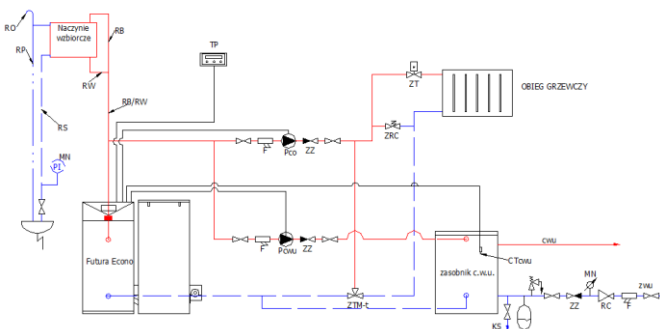 RO
RP
Naczynie
wzbiorcze
RB
TP
RW
ZT
OBIEG GRZEWCZY
RB/RW
RS
ZRC
MN
PI
F
Pco
ZZ
Futura Econo
F
Pcwu
ZZ
cwu
CTcwu
zasobnik c.w.u.
MN
ZTM-t
ZZ
RC
F
zwu
KS